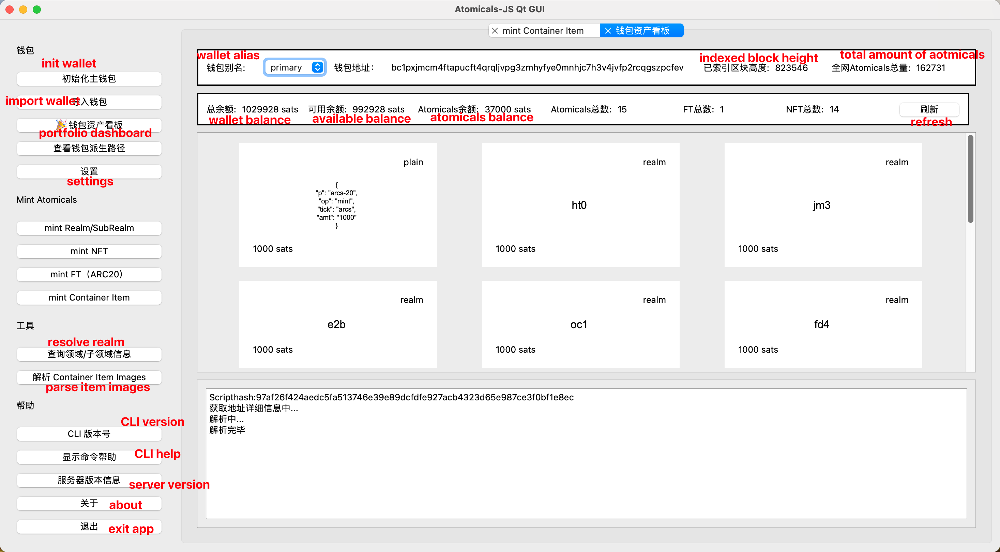 Atomicals-JS Qt GUI
钱包
init wallet
初始化主钱包
import wallet
导入钱包
🎉钱包资产看板
portfolio dashboard
查看钱包派生路径
设置
settings
Mint Atomicals
mint Realm/SubRealm
mint NFT
mint FT（ARC20）
mint Container Item
工具
resolve realm
查询领域/子领域信息
解析 Container Item Images
parse item images
帮助
CLI version
CLI 版本号
显示命令帮助 CLI help
服务器版本信息 server version
关于 about
退出 exit app
mint Container Item 钱包资产看板
wallet alias indexed block height total amount of aotmicals
钱包别名: primary 钱包地址: bc1pxjmcm4ftapucft4qrqljvpg3zmhyfye0mnhjc7h3v4jvfp2rcqgszpcfev 已索引区块高度: 823546 全网Atomicals总量: 162731
总余额: 1029928 sats 可用余额: 992928 sats Atomicals余额: 37000 sats Atomicals总数: 15 FT总数: 1 NFT总数: 14 刷新
wallet balance available balance atomicals balance refresh
plain
{
"p": "arcs-20",
"op": "mint",
"tick": "arcs",
"amt": "1000"
}
1000 sats
realm
ht0
1000 sats
realm
jm3
1000 sats
realm
e2b
1000 sats
realm
oc1
1000 sats
realm
fd4
1000 sats
Scripthash:97af26f424aedc5fa513746e39e89dcfdfe927acb4323d65e987ce3f0bf1e8ec
获取地址详细信息中...
解析中...
解析完毕